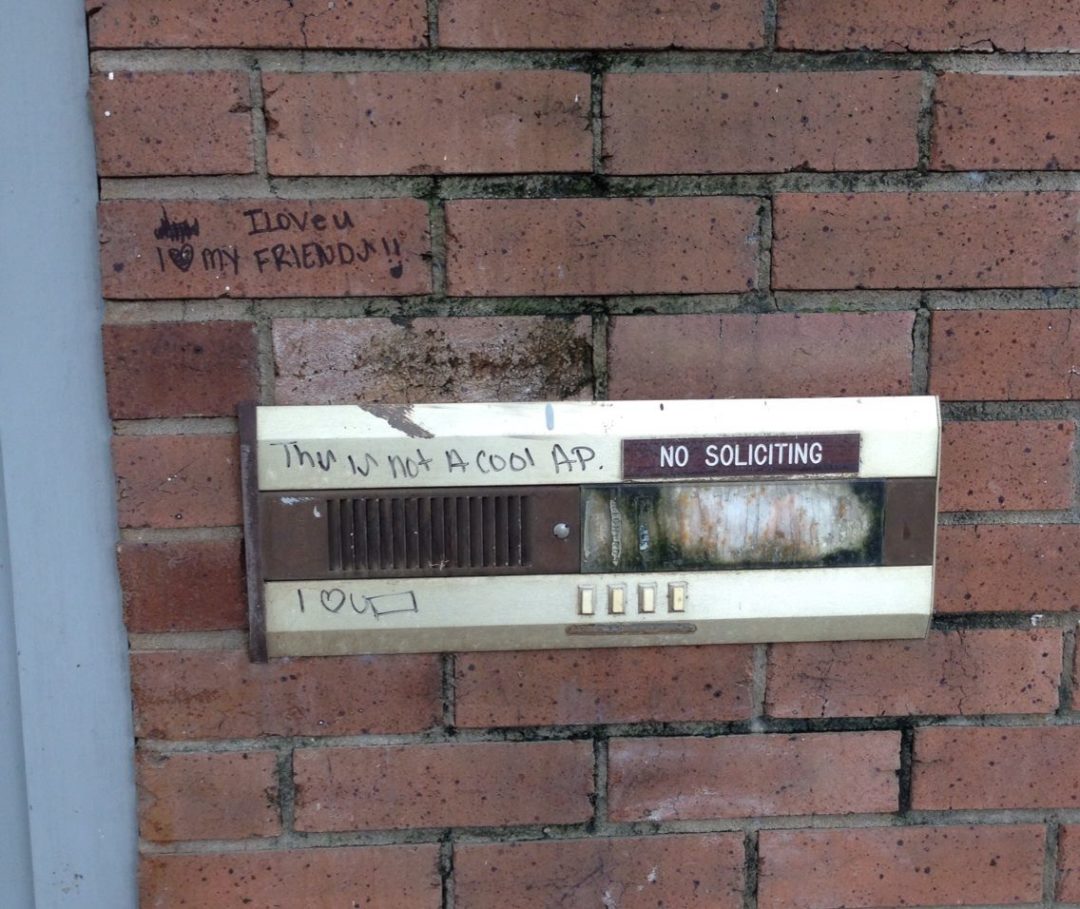 I LOVE U
I ♥ MY FRIENDS!!
This is not A cool AP.
NO SOLICITING
I ♡ U